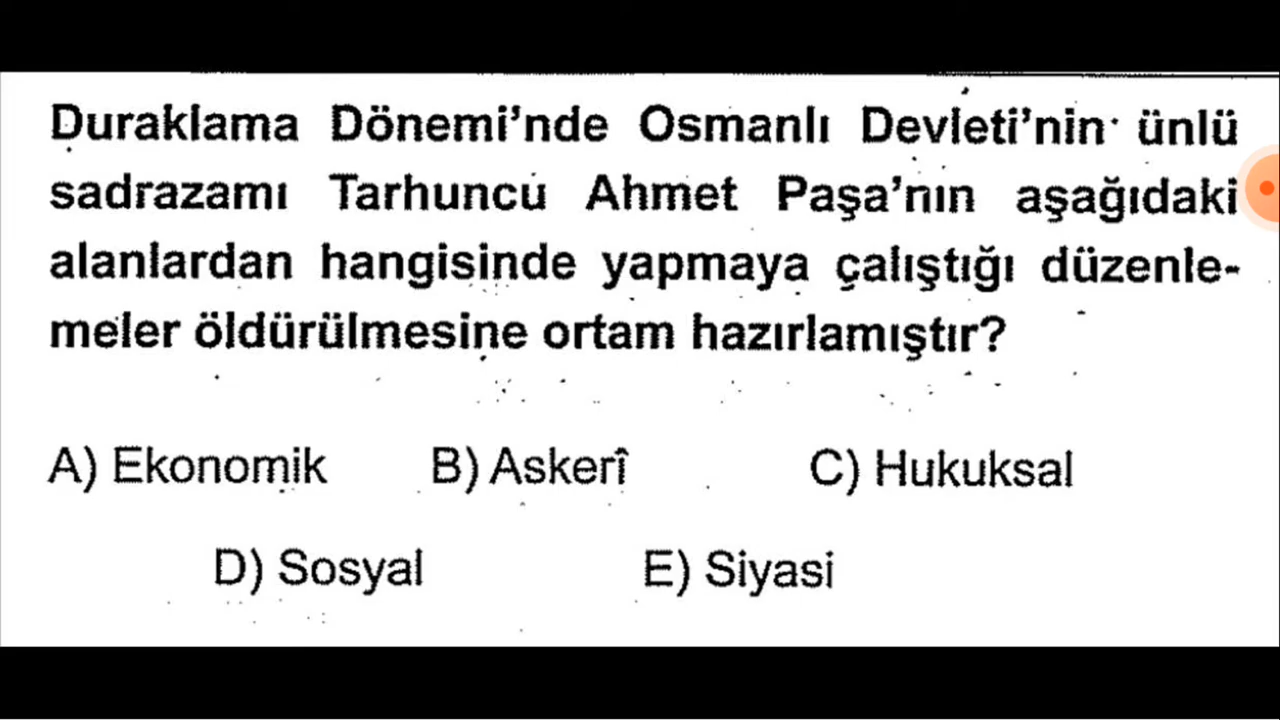 Duraklama Dönemi'nde Osmanlı Devleti'nin ünlü
sadrazamı Tarhuncu Ahmet Paşa'nın aşağıdaki
alanlardan hangisinde yapmaya çalıştığı düzenle-
meler öldürülmesine ortam hazırlamıştır?
A) Ekonomik B) Askerî C) Hukuksal
D) Sosyal E) Siyasi